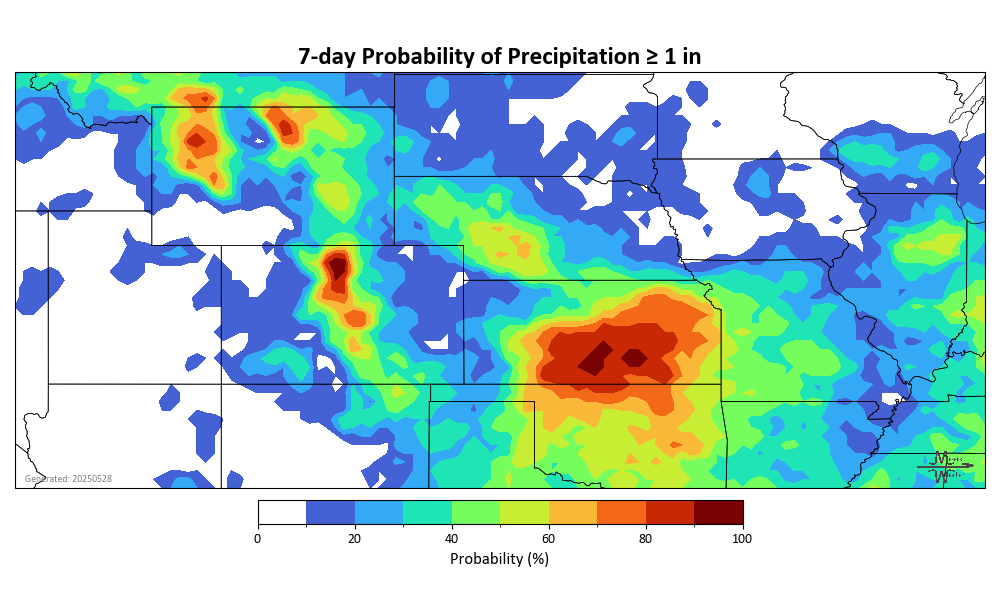 7-day Probability of Precipitation ≥ 1 in
Generated: 20250528
0 20 40 60 80 100
Probability (%)